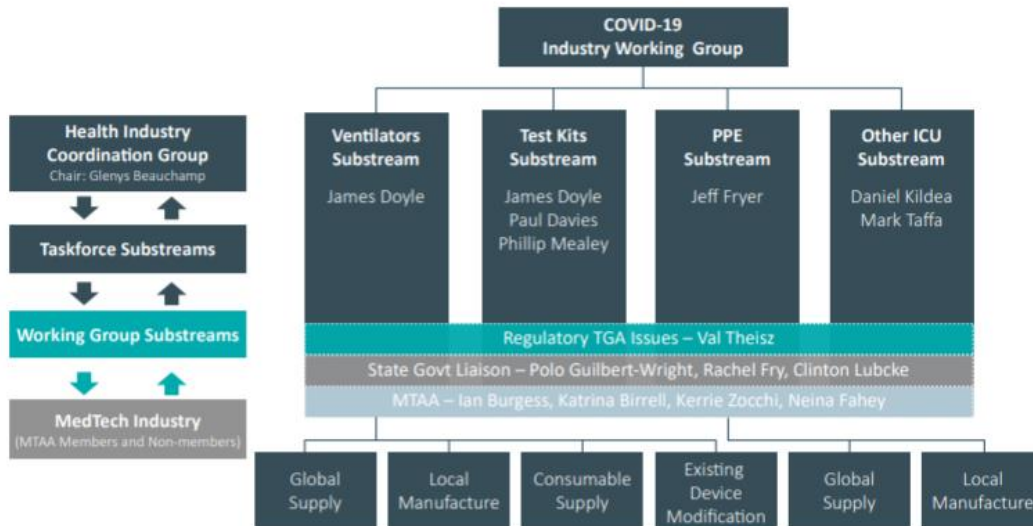 COVID-19
Industry Working Group
Health Industry
Coordination Group
Chair: Glenys Beauchamp
Taskforce Substreams
Working Group Substreams
MedTech Industry
(MTAA Members and Non-members)
Ventilators
Substream
James Doyle
Test Kits
Substream
James Doyle
Paul Davies
Phillip Mealey
PPE
Substream
Jeff Fryer
Other ICU
Substream
Daniel Kildea
Mark Taffa
Regulatory TGA Issues – Val Theisz
State Govt Liaison – Polo Guilbert-Wright, Rachel Fry, Clinton Lubcke
MTAA – Ian Burgess, Katrina Birrell, Kerrie Zocchi, Neina Fahey
Global
Supply
Local
Manufacture
Consumable
Supply
Existing
Device
Modification
Global
Supply
Local
Manufacture